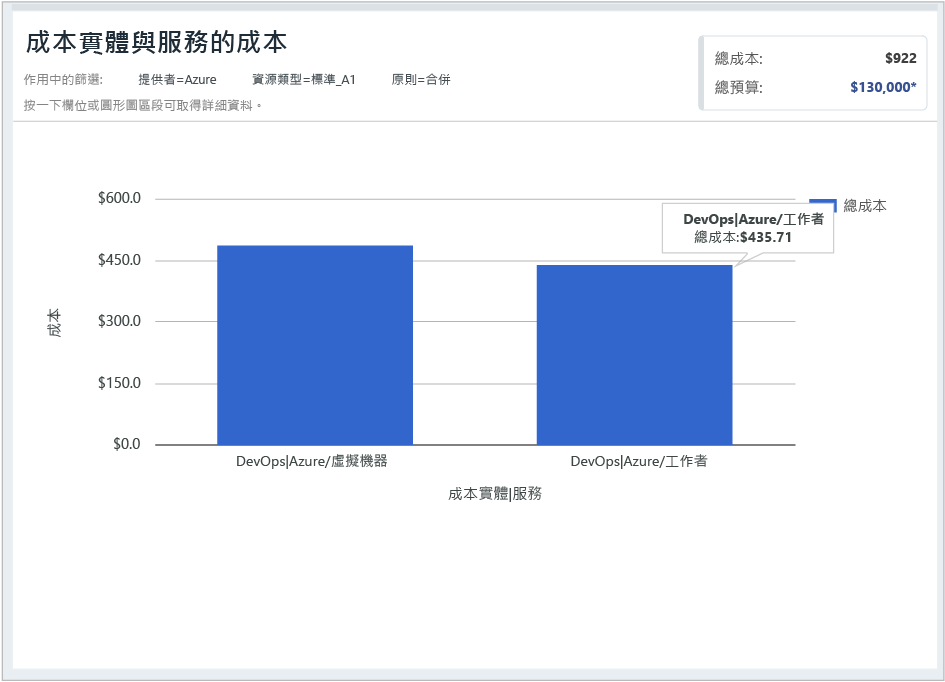 成本實體與服務的成本
作用中的篩選: 提供者=Azure 資源類型=標準_A1 原則=合併
按一下欄位或圓形圖區段可取得詳細資料。
總成本: $922
總預算: $130,000*
$600.0
$450.0
$300.0
$150.0
$0.0
成本
DevOps|Azure/工作者
總成本:$435.71
總成本
DevOps|Azure/虛擬機器 DevOps|Azure/工作者
成本實體|服務